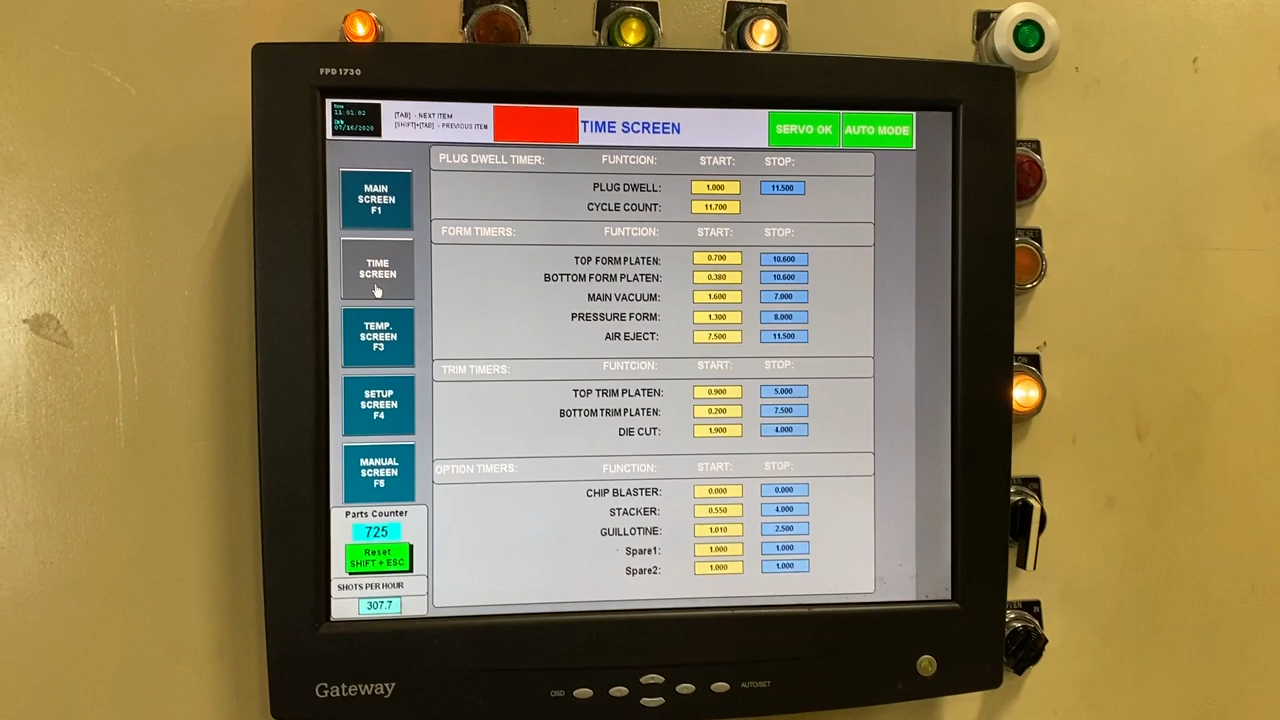 FPD1730
Time
11:01:02
Date
07/16/2020
[TAB] - NEXT ITEM
[SHIFT]+[TAB] - PREVIOUS ITEM
TIME SCREEN
SERVO OK
AUTO MODE
MAIN
SCREEN
F1
TIME
SCREEN
TEMP.
SCREEN
F3
SETUP
SCREEN
F4
MANUAL
SCREEN
F5
Parts Counter
725
Reset
SHIFT + ESC
SHOTS PER HOUR
307.7
PLUG DWELL TIMER: FUNTCION: START: STOP:
PLUG DWELL: 1.000 11.500
CYCLE COUNT: 11.700
FORM TIMERS: FUNTCION: START: STOP:
TOP FORM PLATEN: 0.700 10.600
BOTTOM FORM PLATEN: 0.380 10.600
MAIN VACUUM: 1.600 7.000
PRESSURE FORM: 1.300 8.000
AIR EJECT: 7.500 11.500
TRIM TIMERS: FUNTCION: START: STOP:
TOP TRIM PLATEN: 0.900 5.000
BOTTOM TRIM PLATEN: 0.200 7.500
DIE CUT: 1.900 4.000
OPTION TIMERS: FUNCTION: START: STOP:
CHIP BLASTER: 0.000 0.000
STACKER: 0.550 4.000
GUILLOTINE: 1.010 2.500
Spare1: 1.000 1.000
Spare2: 1.000 1.000
RESET
ON
ON
IN
Gateway
OSD
AUTO/SET